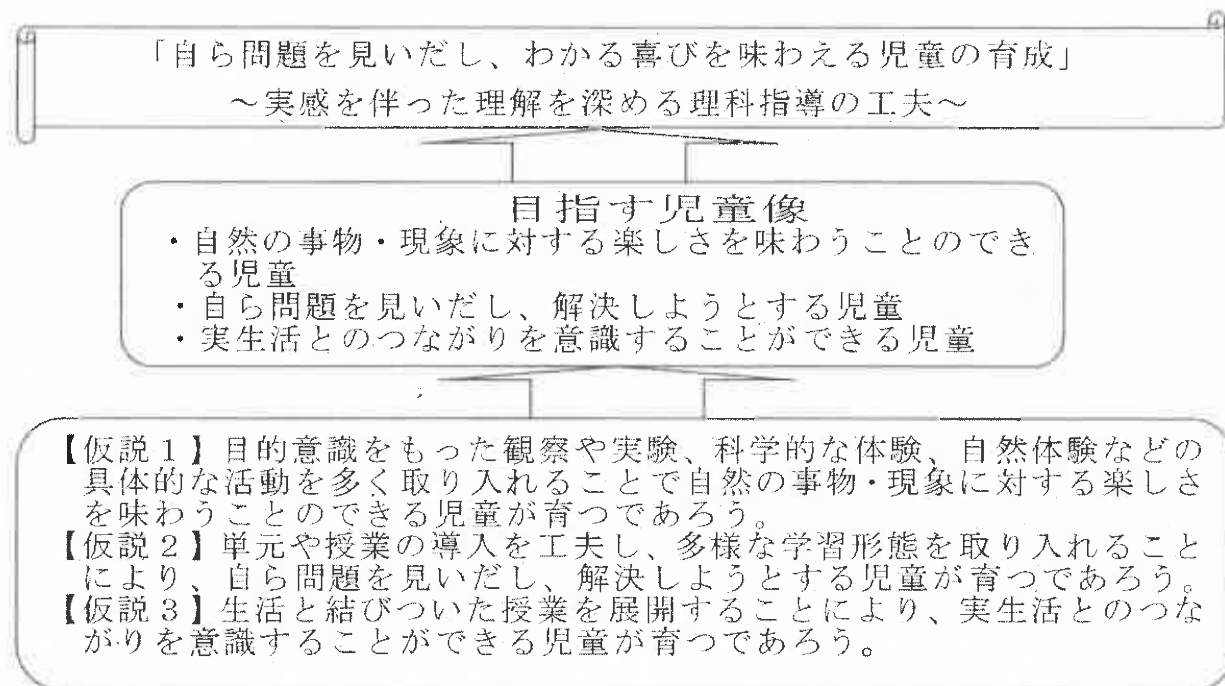 「自ら問題を見いだし、わかる喜びを味わえる児童の育成」
～実感を伴った理解を深める理科指導の工夫～
目指す児童像
・自然の事物・現象に対する楽しさを味わうことのでき
る児童
・自ら問題を見いだし、解決しようとする児童
・実生活とのつながりを意識することができる児童
【仮説１】目的意識をもった観察や実験、科学的な体験、自然体験などの
具体的な活動を多く取り入れることで自然の事物・現象に対する楽しさ
を味わうことのできる児童が育つであろう。
【仮説２】単元や授業の導入を工夫し、多様な学習形態を取り入れること
により、自ら問題を見いだし、解決しようとする児童が育つであろう。
【仮説３】生活と結びついた授業を展開することにより、実生活とのつな
がりを意識することができる児童が育つであろう。